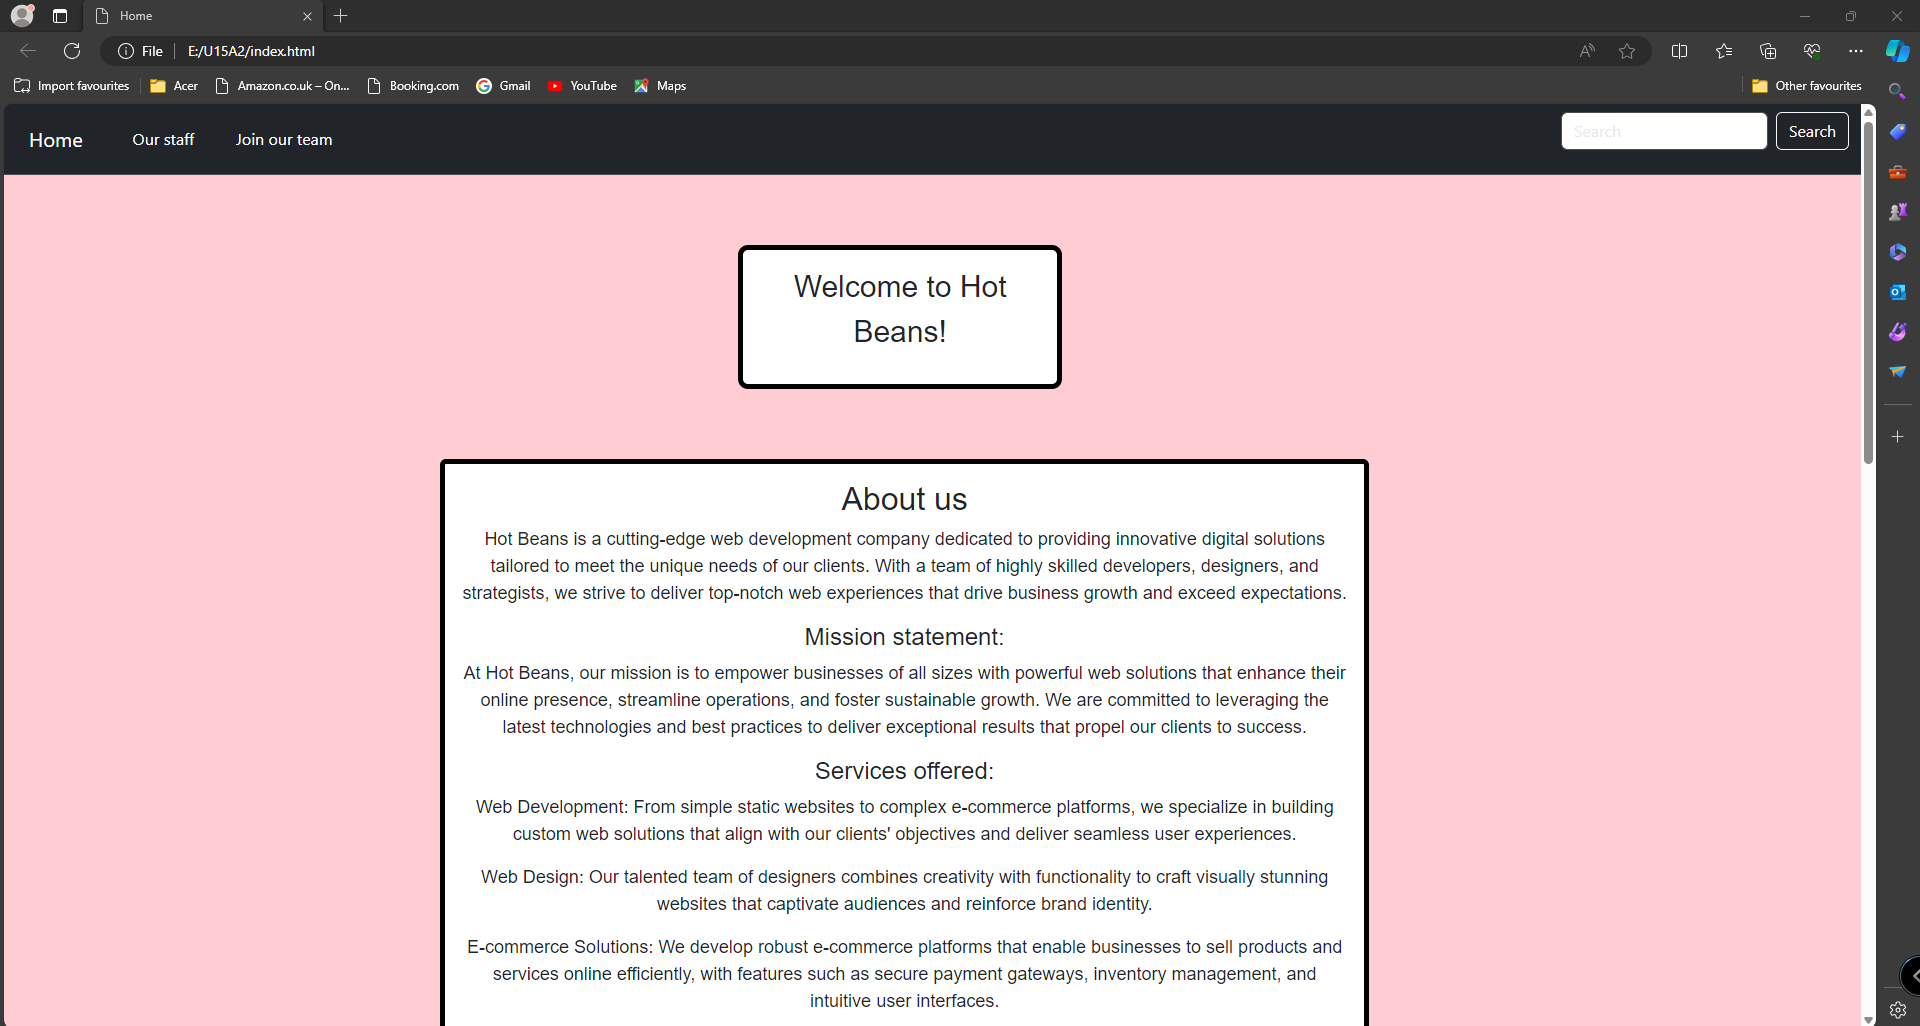 Home
File E:/U15A2/index.html
Import favourites Acer Amazon.co.uk – On... Booking.com Gmail YouTube Maps Other favourites
Home Our staff Join our team Search Search
Welcome to Hot
Beans!
About us
Hot Beans is a cutting-edge web development company dedicated to providing innovative digital solutions
tailored to meet the unique needs of our clients. With a team of highly skilled developers, designers, and
strategists, we strive to deliver top-notch web experiences that drive business growth and exceed expectations.
Mission statement:
At Hot Beans, our mission is to empower businesses of all sizes with powerful web solutions that enhance their
online presence, streamline operations, and foster sustainable growth. We are committed to leveraging the
latest technologies and best practices to deliver exceptional results that propel our clients to success.
Services offered:
Web Development: From simple static websites to complex e-commerce platforms, we specialize in building
custom web solutions that align with our clients' objectives and deliver seamless user experiences.
Web Design: Our talented team of designers combines creativity with functionality to craft visually stunning
websites that captivate audiences and reinforce brand identity.
E-commerce Solutions: We develop robust e-commerce platforms that enable businesses to sell products and
services online efficiently, with features such as secure payment gateways, inventory management, and
intuitive user interfaces.